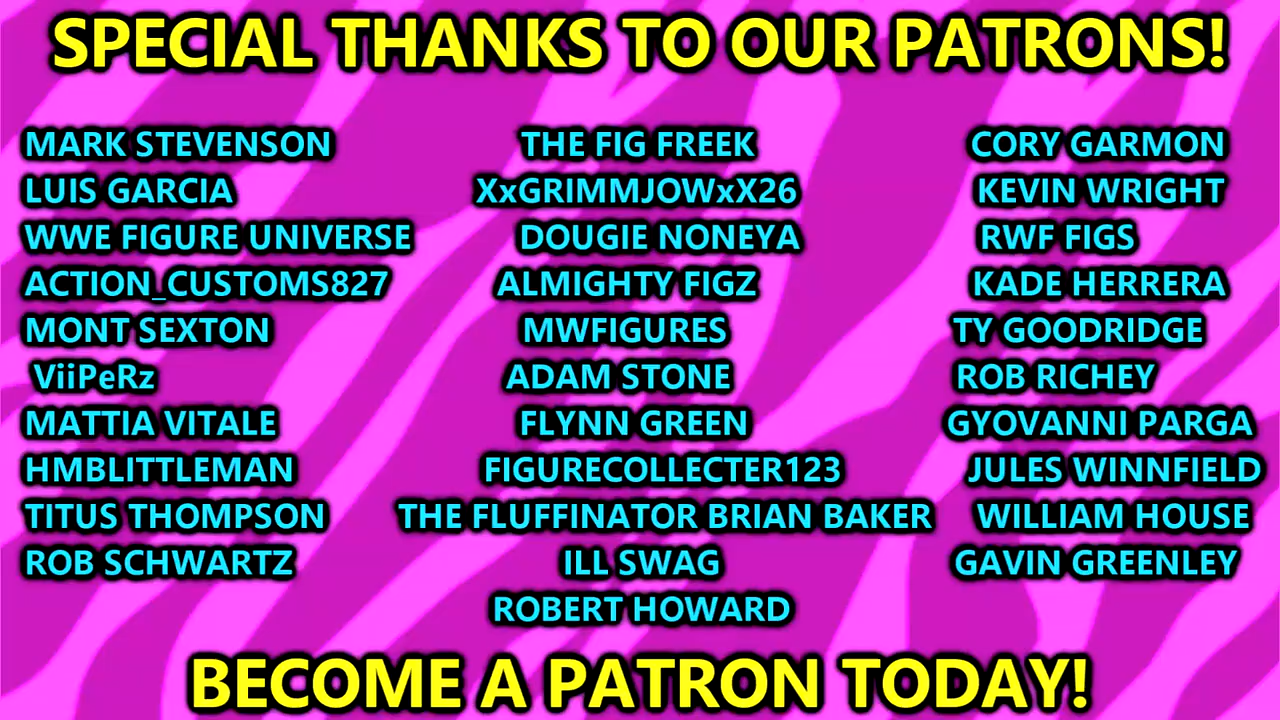 SPECIAL THANKS TO OUR PATRONS!
MARK STEVENSON
LUIS GARCIA
WWE FIGURE UNIVERSE
ACTION_CUSTOMS827
MONT SEXTON
ViiPeRz
MATTIA VITALE
HMBLITTLEMAN
TITUS THOMPSON
ROB SCHWARTZ
THE FIG FREEK
XxGRIMMJOWxX26
DOUGIE NONEYA
ALMIGHTY FIGZ
MWFIGURES
ADAM STONE
FLYNN GREEN
FIGURECOLLECTER123
THE FLUFFINATOR BRIAN BAKER
ILL SWAG
ROBERT HOWARD
CORY GARMON
KEVIN WRIGHT
RWF FIGS
KADE HERRERA
TY GOODRIDGE
ROB RICHEY
GYOVANNI PARGA
JULES WINNFIELD
WILLIAM HOUSE
GAVIN GREENLEY
BECOME A PATRON TODAY!